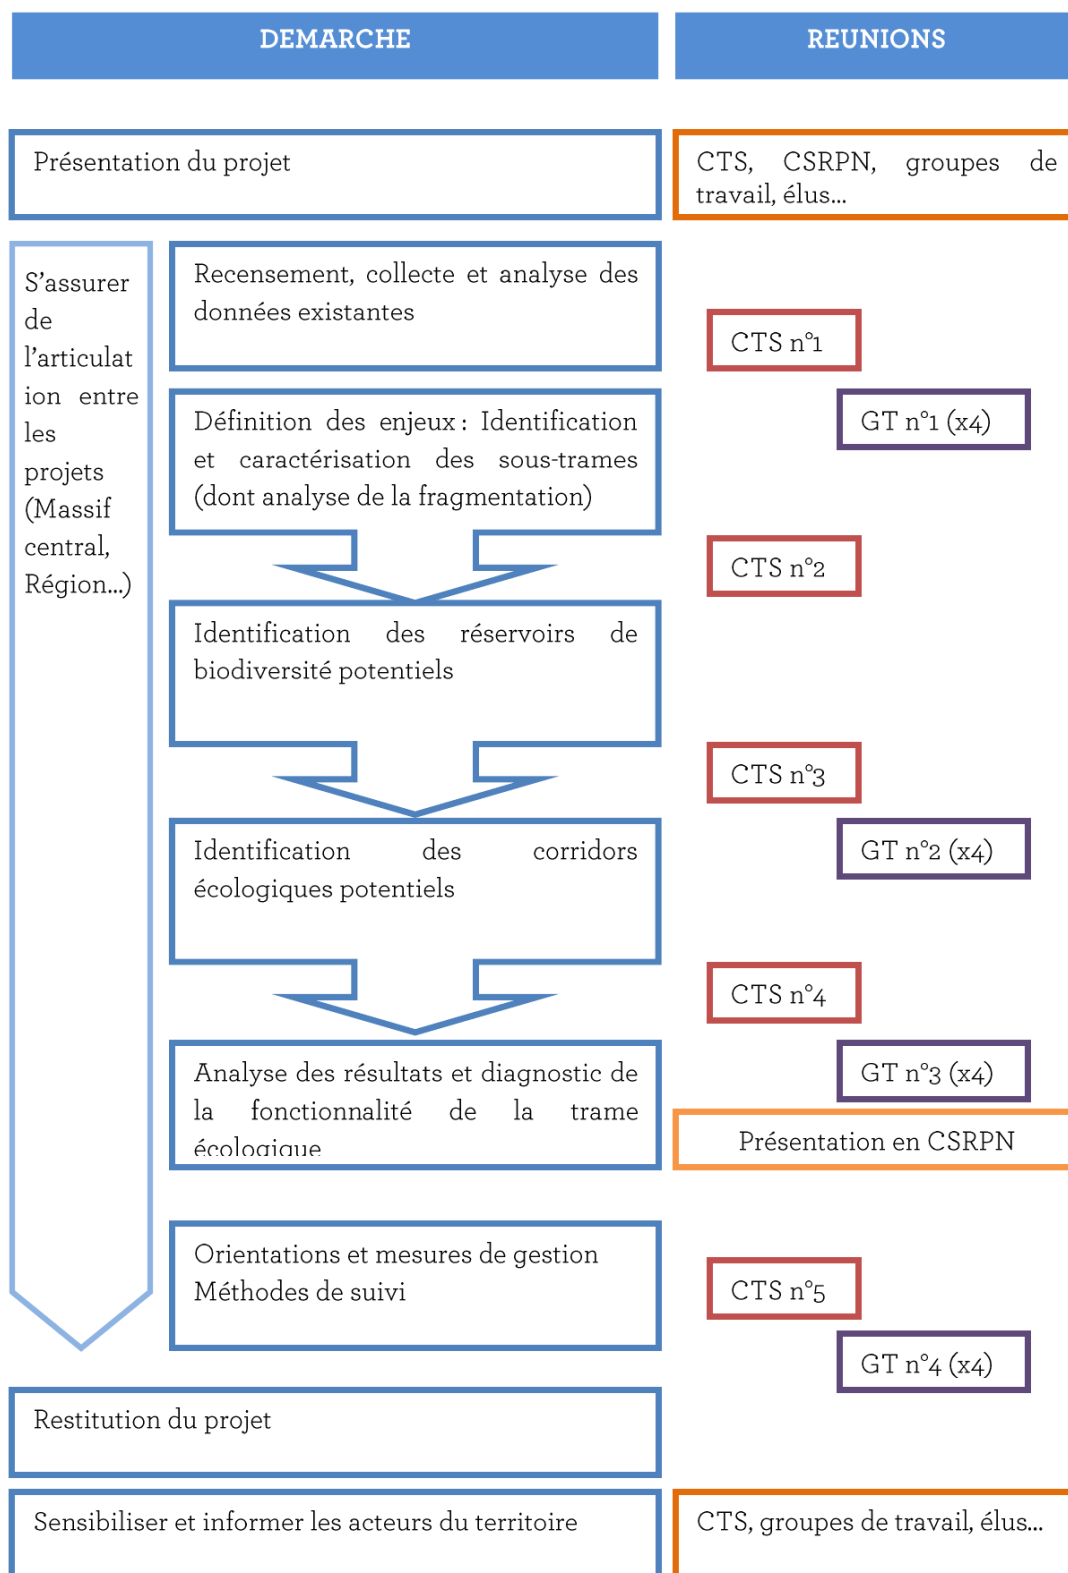 DEMARCHE
REUNIONS
Présentation du projet
CTS, CSRPN, groupes de
travail, élus...
S'assurer
de
l'articulat
ion entre
les
projets
(Massif
central,
Région...)
Recensement, collecte et analyse des
données existantes
CTS n°1
Définition des enjeux : Identification
et caractérisation des sous-trames
(dont analyse de la fragmentation)
GT n°1 (x4)
CTS n°2
Identification des réservoirs de
biodiversité potentiels
CTS n°3
Identification des corridors
écologiques potentiels
GT n°2 (x4)
CTS n°4
Analyse des résultats et diagnostic de
la fonctionnalité de la trame
écologique
GT n°3 (x4)
Présentation en CSRPN
Orientations et mesures de gestion
Méthodes de suivi
CTS n°5
GT n°4 (x4)
Restitution du projet
Sensibiliser et informer les acteurs du territoire
CTS, groupes de travail, élus...